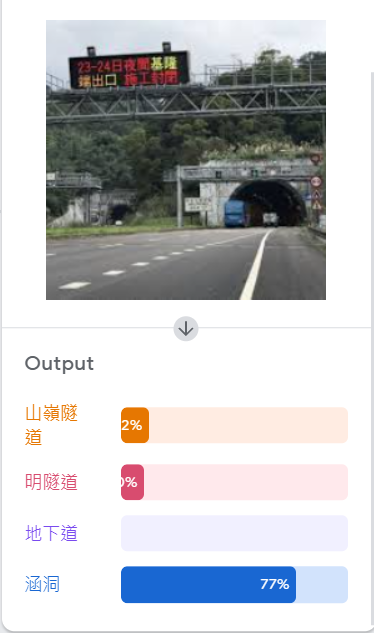 23-24日夜間基隆
端出口 施工封閉
Output
山嶺隧
道
2%
明隧道
0%
地下道
涵洞
77%